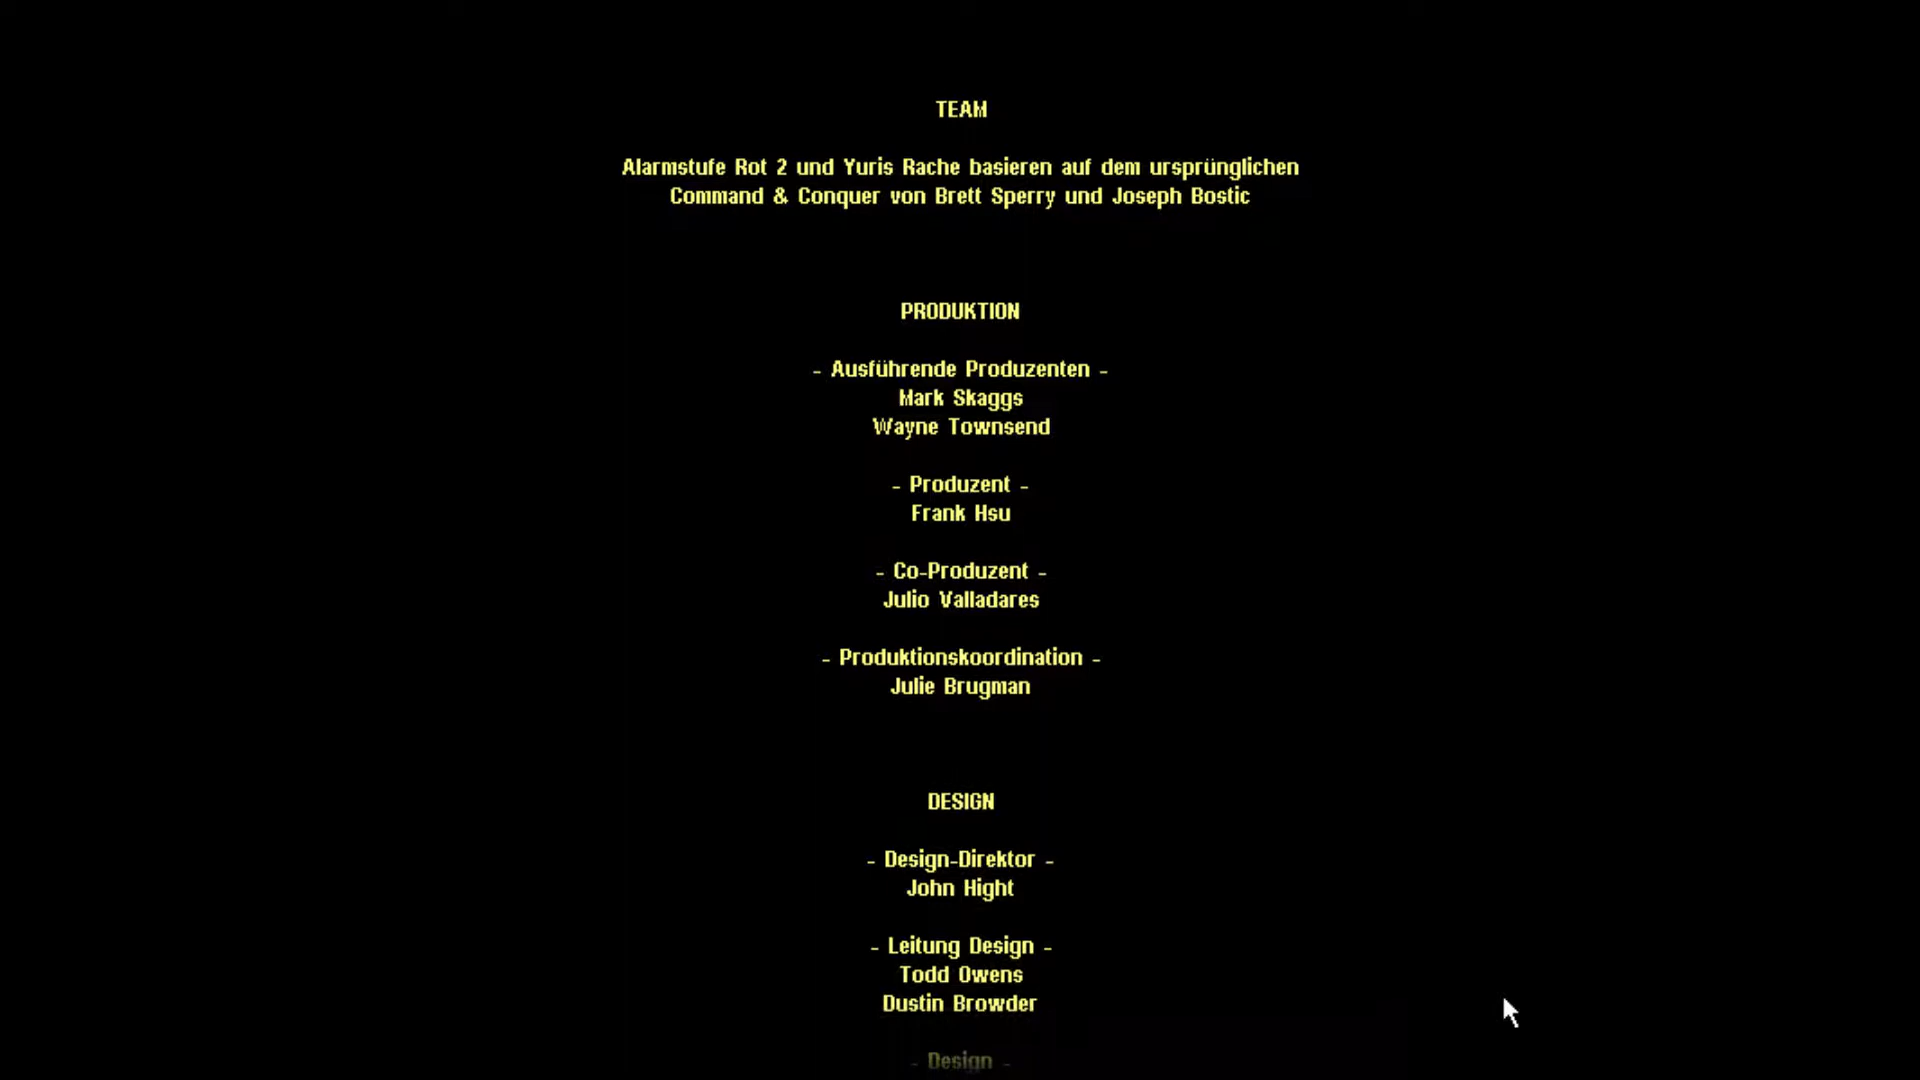 TEAM
Alarmstufe Rot 2 und Yuris Rache basieren auf dem ursprünglichen
Command & Conquer von Brett Sperry und Joseph Bostic
PRODUKTION
- Ausführende Produzenten -
Mark Skaggs
Wayne Townsend
- Produzent -
Frank Hsu
- Co-Produzent -
Julio Valladares
- Produktionskoordination -
Julie Brugman
DESIGN
- Design-Direktor -
John Hight
- Leitung Design -
Todd Owens
Dustin Browder
- Design -